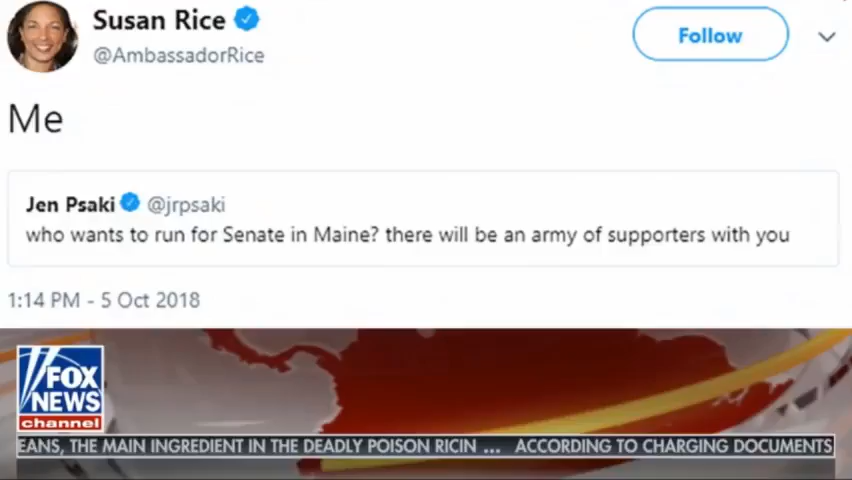 Susan Rice
@AmbassadorRice
Follow
Me
Jen Psaki @jrpsaki
who wants to run for Senate in Maine? there will be an army of supporters with you
1:14 PM - 5 Oct 2018
FOX
NEWS
channel
EANS, THE MAIN INGREDIENT IN THE DEADLY POISON RICIN ... ACCORDING TO CHARGING DOCUMENTS